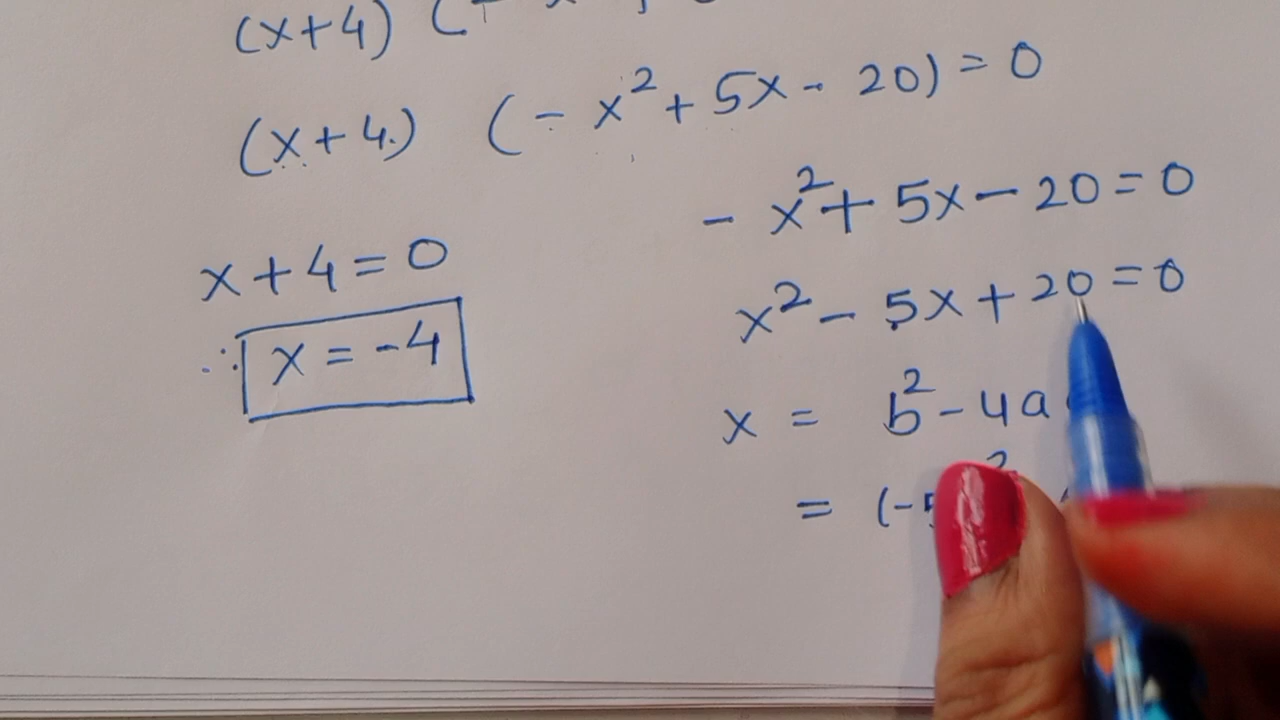 (x+4) (-
(x+4) (-x²+5x-20)=0
x+4=0
∴ x=-4
-x²+5x-20=0
x²-5x+20=0
x = b²-4a
= (-5